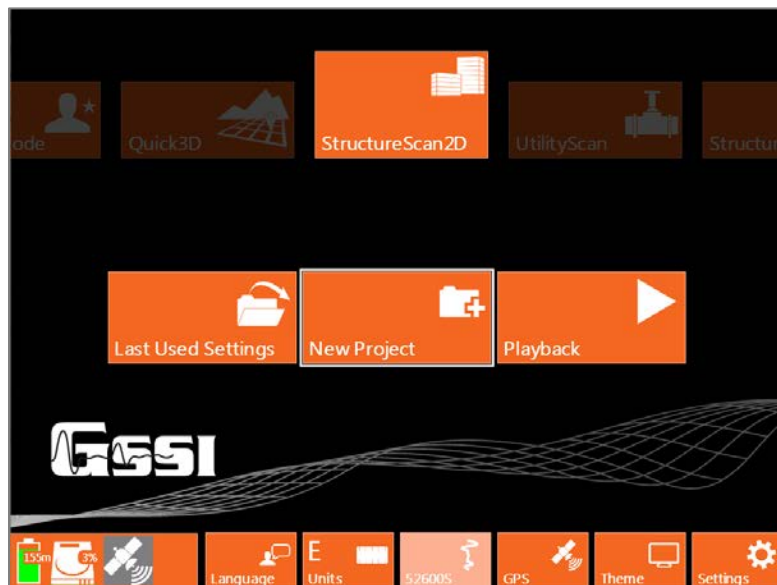 ode
Quick3D
StructureScan2D
UtilityScan
Structur
Last Used Settings
New Project
Playback
GSSI
155m
3%
Language
E
Units
52600S
GPS
Theme
Settings